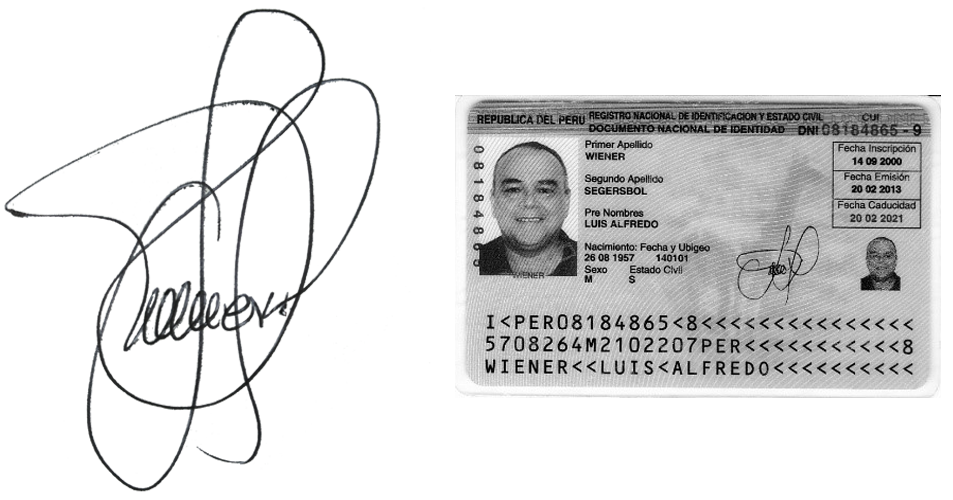 REPUBLICA DEL PERU REGISTRO NACIONAL DE IDENTIFICACION Y ESTADO CIVIL CUI
DOCUMENTO NACIONAL DE IDENTIDAD DNI 08184865 - 9
08184865
Primer Apellido
WIENER
Segundo Apellido
SEGERSBOL
Pre Nombres
LUIS ALFREDO
Nacimiento: Fecha y Ubigeo
26 08 1957 140101
Sexo Estado Civil
M S
Fecha Inscripción
14 09 2000
Fecha Emisión
20 02 2013
Fecha Caducidad
20 02 2021
WIENER
I<PER08184865<8<<<<<<<<<<<<<<<
5708264M2102207PER<<<<<<<<<<<8
WIENER<<LUIS<ALFREDO<<<<<<<<<<